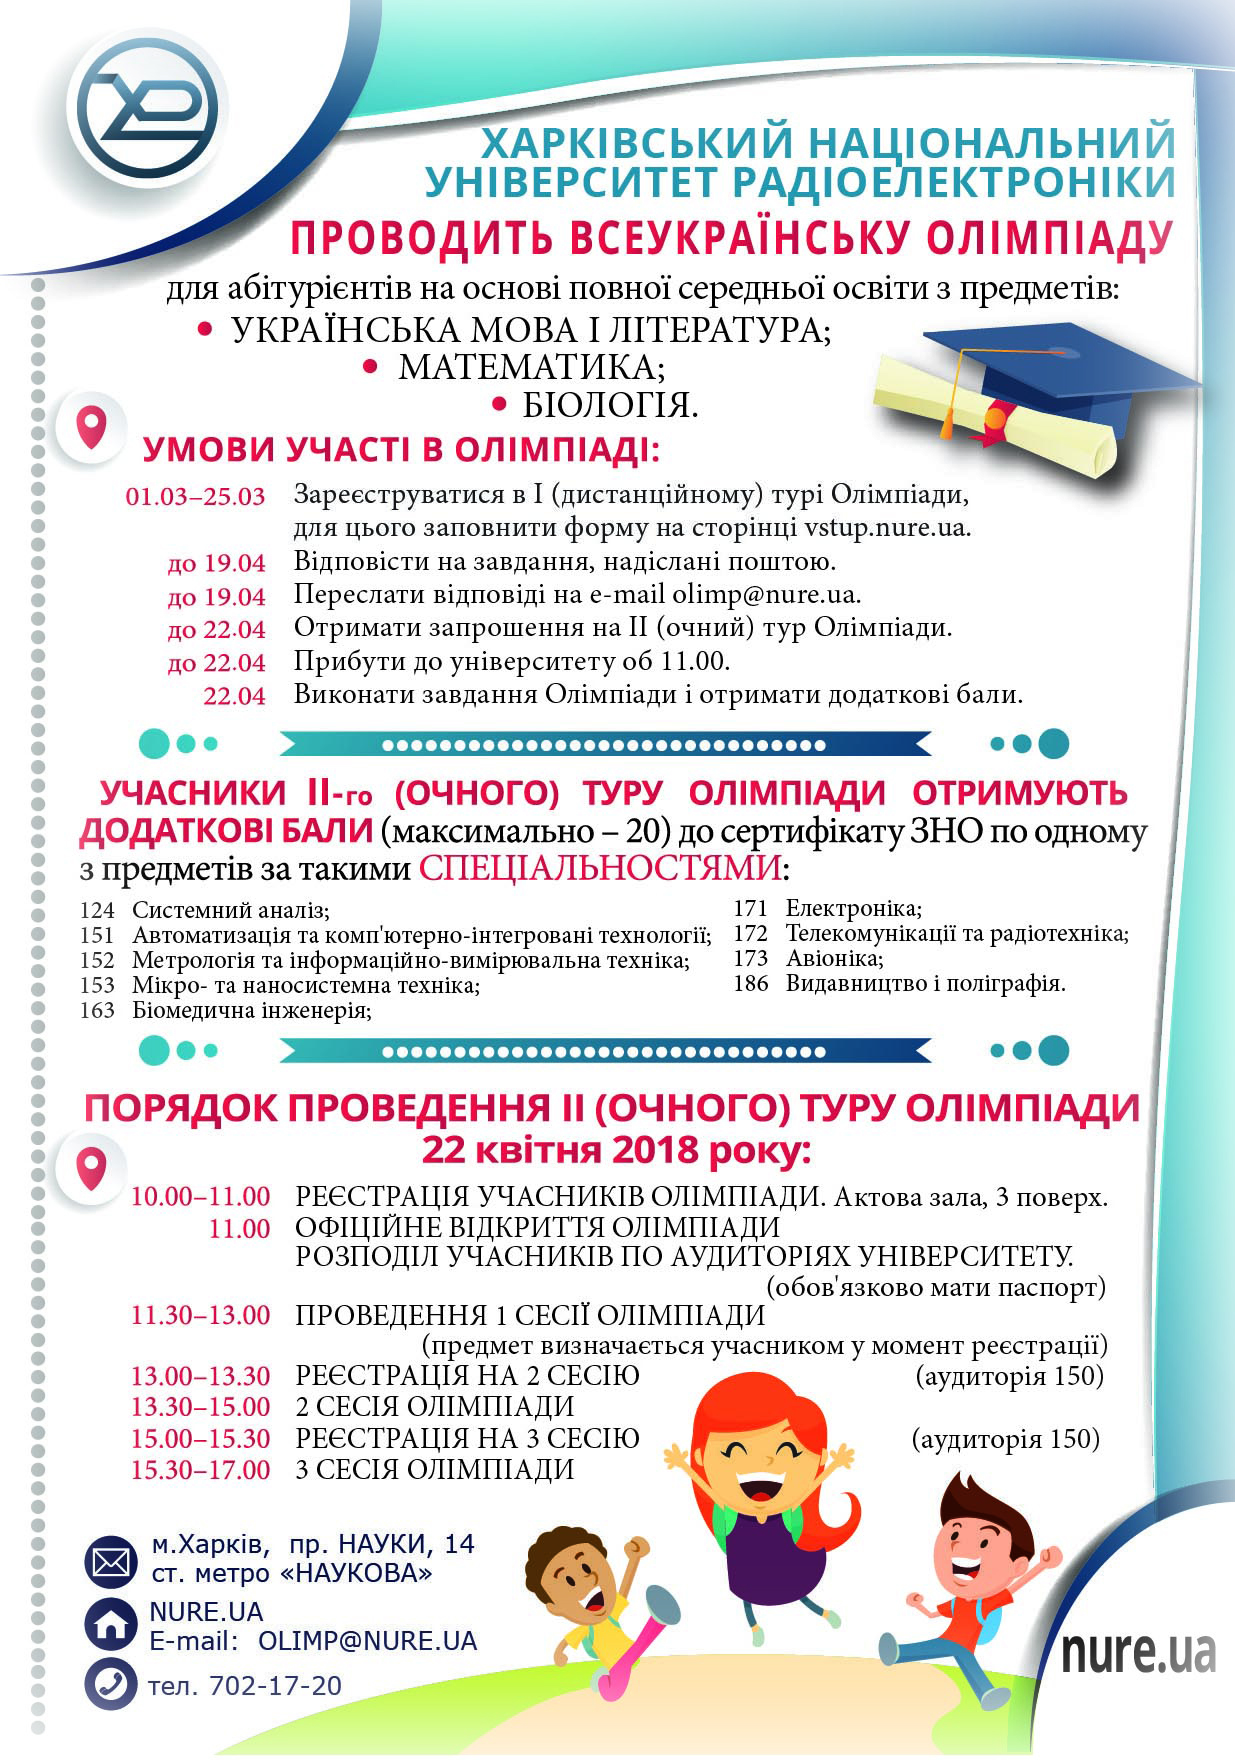 ХАРКІВСЬКИЙ НАЦІОНАЛЬНИЙ
УНІВЕРСИТЕТ РАДІОЕЛЕКТРОНІКИ
ПРОВОДИТЬ ВСЕУКРАЇНСЬКУ ОЛІМПІАДУ
для абітурієнтів на основі повної середньої освіти з предметів:
• УКРАЇНСЬКА МОВА І ЛІТЕРАТУРА;
• МАТЕМАТИКА;
• БІОЛОГІЯ.
УМОВИ УЧАСТІ В ОЛІМПІАДІ:
01.03–25.03 Зареєструватися в І (дистанційному) турі Олімпіади,
для цього заповнити форму на сторінці vstup.nure.ua.
до 19.04 Відповісти на завдання, надіслані поштою.
до 19.04 Переслати відповіді на e-mail olimp@nure.ua.
до 22.04 Отримати запрошення на ІІ (очний) тур Олімпіади.
до 22.04 Прибути до університету об 11.00.
22.04 Виконати завдання Олімпіади і отримати додаткові бали.
УЧАСНИКИ ІІ-го (ОЧНОГО) ТУРУ ОЛІМПІАДИ ОТРИМУЮТЬ
ДОДАТКОВІ БАЛИ (максимально – 20) до сертифікату ЗНО по одному
з предметів за такими СПЕЦІАЛЬНОСТЯМИ:
124 Системний аналіз;
151 Автоматизація та комп'ютерно-інтегровані технології;
152 Метрологія та інформаційно-вимірювальна техніка;
153 Мікро- та наносистемна техніка;
163 Біомедична інженерія;
171 Електроніка;
172 Телекомунікації та радіотехніка;
173 Авіоніка;
186 Видавництво і поліграфія.
ПОРЯДОК ПРОВЕДЕННЯ ІІ (ОЧНОГО) ТУРУ ОЛІМПІАДИ
22 квітня 2018 року:
10.00–11.00 РЕЄСТРАЦІЯ УЧАСНИКІВ ОЛІМПІАДИ. Актова зала, 3 поверх.
11.00 ОФІЦІЙНЕ ВІДКРИТТЯ ОЛІМПІАДИ
РОЗПОДІЛ УЧАСНИКІВ ПО АУДИТОРІЯХ УНІВЕРСИТЕТУ.
(обов'язково мати паспорт)
11.30–13.00 ПРОВЕДЕННЯ 1 СЕСІЇ ОЛІМПІАДИ
(предмет визначається учасником у момент реєстрації)
13.00–13.30 РЕЄСТРАЦІЯ НА 2 СЕСІЮ (аудиторія 150)
13.30–15.00 2 СЕСІЯ ОЛІМПІАДИ
15.00–15.30 РЕЄСТРАЦІЯ НА 3 СЕСІЮ (аудиторія 150)
15.30–17.00 3 СЕСІЯ ОЛІМПІАДИ
м.Харків, пр. НАУКИ, 14
ст. метро «НАУКОВА»
NURE.UA
E-mail: OLIMP@NURE.UA
тел. 702-17-20
nure.ua